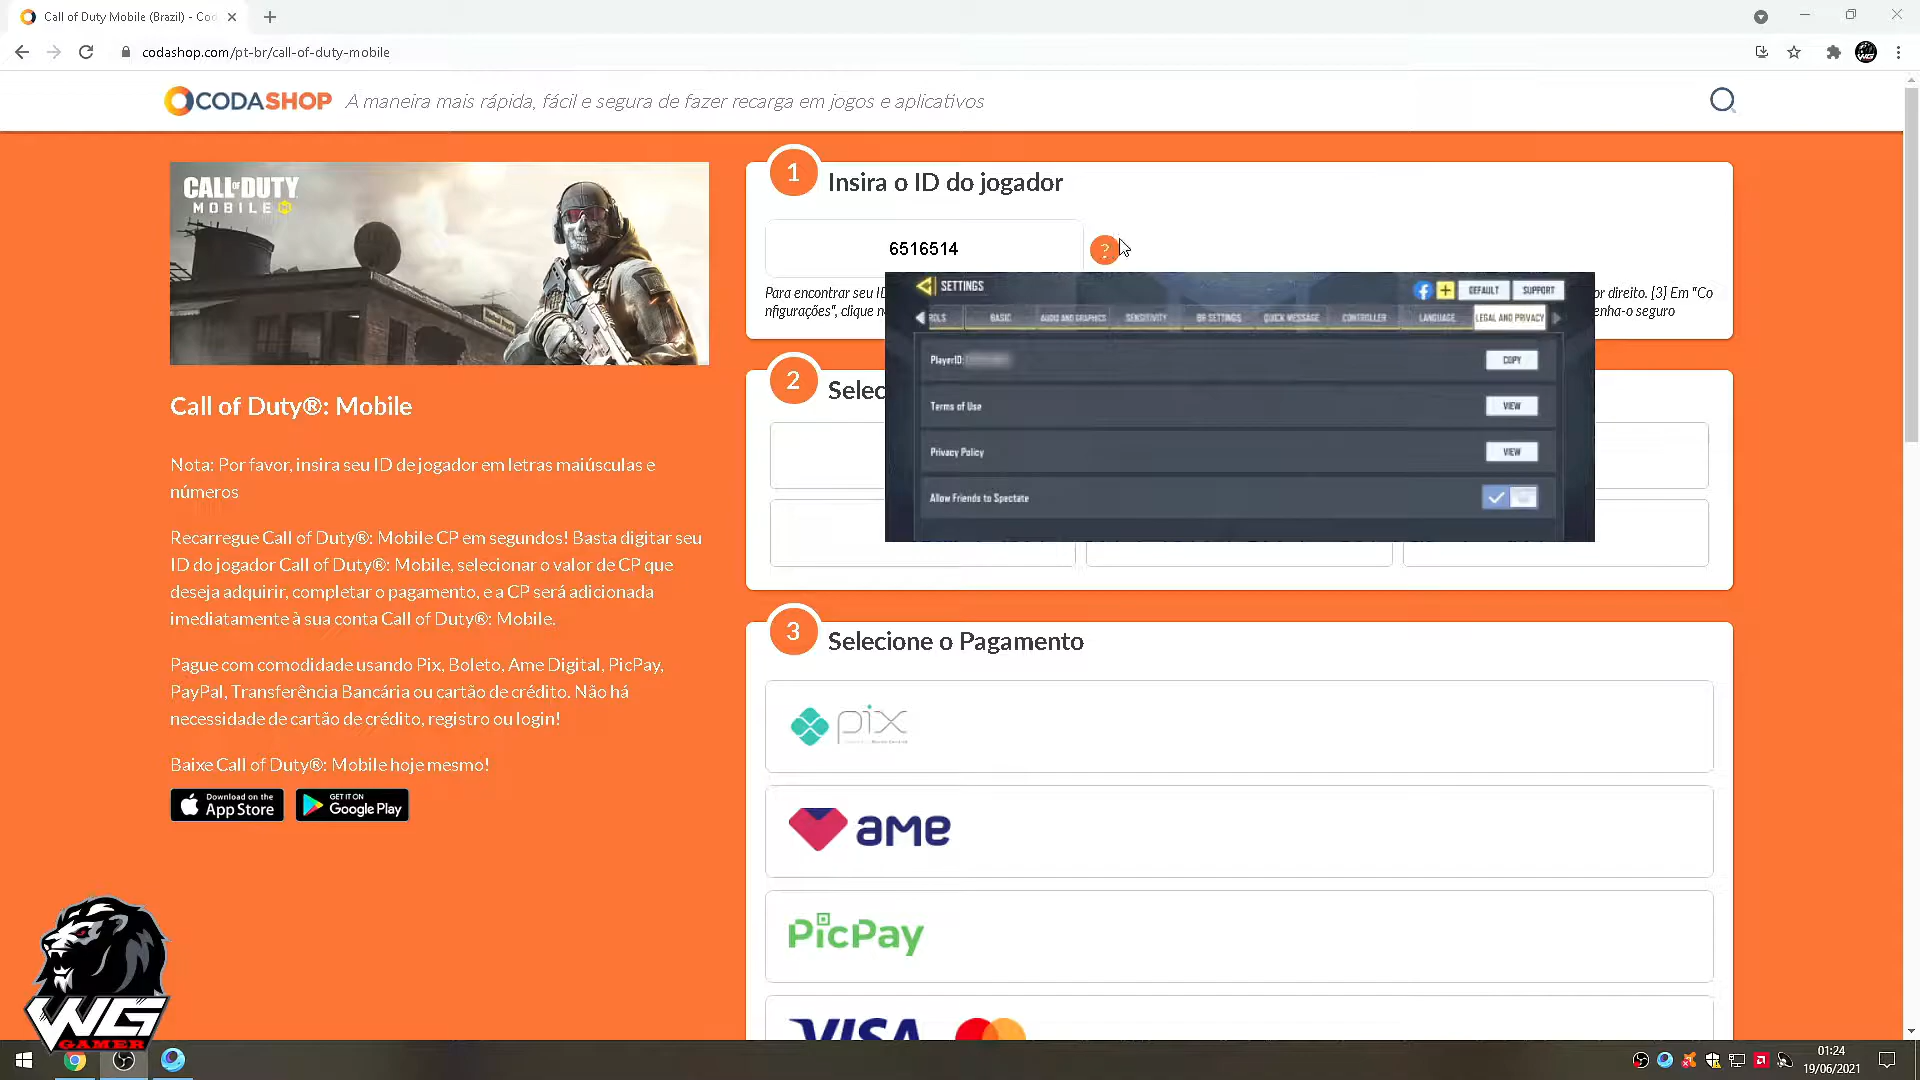 Call of Duty Mobile (Brazil) - Co
codashop.com/pt-br/call-of-duty-mobile
CODASHOP
A maneira mais rápida, fácil e segura de fazer recarga em jogos e aplicativos
CALL OF DUTY
MOBILE
Call of Duty®: Mobile
Nota: Por favor, insira seu ID de jogador em letras maiúsculas e
números
Recarregue Call of Duty®: Mobile CP em segundos! Basta digitar seu
ID do jogador Call of Duty®: Mobile, selecionar o valor de CP que
deseja adquirir, completar o pagamento, e a CP será adicionada
imediatamente à sua conta Call of Duty®: Mobile.
Pague com comodidade usando Pix, Boleto, Ame Digital, PicPay,
PayPal, Transferência Bancária ou cartão de crédito. Não há
necessidade de cartão de crédito, registro ou login!
Baixe Call of Duty®: Mobile hoje mesmo!
Download on the
App Store
GET IT ON
Google Play
1
Insira o ID do jogador
6516514
?
Para encontrar seu I
or direito. [3] Em "Co
nfigurações", clique n
enha-o seguro
SETTINGS
DEFAULT
SUPPORT
ROLS
BASIC
AUDIO AND GRAPHICS
SENSITIVITY
BR SETTINGS
QUICK MESSAGE
CONTROLLER
LANGUAGE
LEGAL AND PRIVACY
PlayerID:
COPY
Terms of Use
VIEW
Privacy Policy
VIEW
Allow Friends to Spectate
2
Selec
3
Selecione o Pagamento
pix
ame
PicPay
VISA
WG
GAMER
01:24
19/06/2021